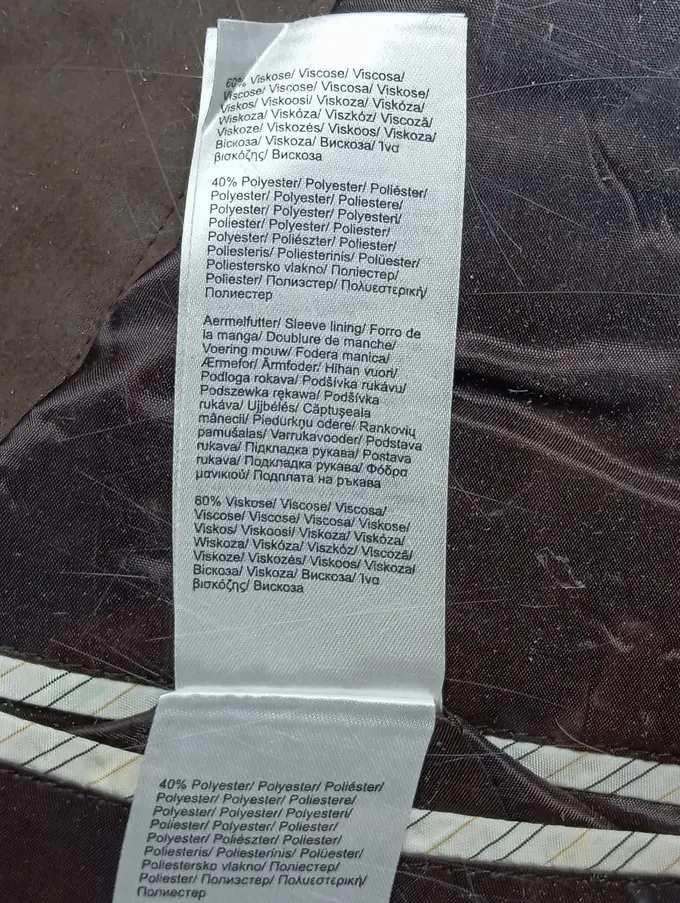 60% Viskose/ Viscose/ Viscosa/
Viscose/ Viscose/ Viscosa/ Viskose/
Viskos/ Viskoosi/ Viskoza/ Viskóza/
Wiskoza/ Viskóza/ Viszkóz/ Viscoză/
Viskoze/ Viskozės/ Viskoos/ Viskoza/
Віскоза/ Viskoza/ Вискоза/ Ίνα
βισκόζης/ Вискоза
40% Polyester/ Polyester/ Poliéster/
Polyester/ Polyester/ Poliestere/
Polyester/ Polyester/ Polyesteri/
Poliester/ Polyester/ Poliester/
Polyester/ Poliészter/ Poliester/
Poliesteris/ Poliesterinis/ Polüester/
Poliestersko vlakno/ Поліестер/
Poliester/ Полиэстер/ Πολυεστερική/
Полиестер
Aermelfutter/ Sleeve lining/ Forro de
la manga/ Doublure de manche/
Voering mouw/ Fodera manica/
Ærmefor/ Ärmfoder/ Hihan vuori/
Podloga rokava/ Podšívka rukávu/
Podszewka rękawa/ Podšívka
rukáva/ Ujjbélés/ Căptuşeala
mânecii/ Piedurkņu odere/ Rankovių
pamušalas/ Varrukavooder/ Podstava
rukava/ Підкладка рукава/ Postava
rukava/ Подкладка рукава/ Φόδρα
μανικιού/ Подплата на ръкава
60% Viskose/ Viscose/ Viscosa/
Viscose/ Viscose/ Viscosa/ Viskose/
Viskos/ Viskoosi/ Viskoza/ Viskóza/
Wiskoza/ Viskóza/ Viszkóz/ Viscoză/
Viskoze/ Viskozės/ Viskoos/ Viskoza/
Віскоза/ Viskoza/ Вискоза/ Ίνα
βισκόζης/ Вискоза
40% Polyester/ Polyester/ Poliéster/
Polyester/ Polyester/ Poliestere/
Polyester/ Polyester/ Polyesteri/
Poliester/ Polyester/ Poliester/
Polyester/ Poliészter/ Poliester/
Poliesteris/ Poliesterinis/ Polüester/
Poliestersko vlakno/ Поліестер/
Poliester/ Полиэстер/ Πολυεστερική/
Полиестер